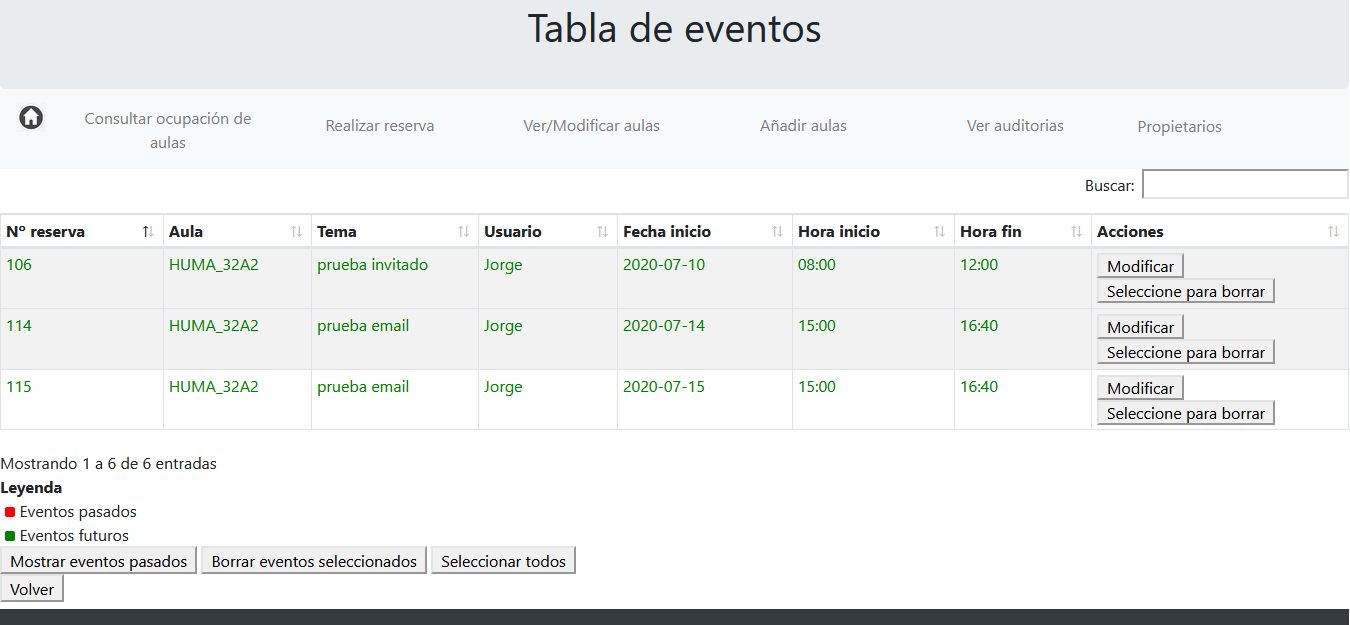 Tabla de eventos
Consultar ocupación de
aulas
Realizar reserva
Ver/Modificar aulas
Añadir aulas
Ver auditorias
Propietarios
Buscar:
Nº reserva Aula Tema Usuario Fecha inicio Hora inicio Hora fin Acciones
106 HUMA_32A2 prueba invitado Jorge 2020-07-10 08:00 12:00 Modificar
Seleccione para borrar
114 HUMA_32A2 prueba email Jorge 2020-07-14 15:00 16:40 Modificar
Seleccione para borrar
115 HUMA_32A2 prueba email Jorge 2020-07-15 15:00 16:40 Modificar
Seleccione para borrar
Mostrando 1 a 6 de 6 entradas
Leyenda
Eventos pasados
Eventos futuros
Mostrar eventos pasados Borrar eventos seleccionados Seleccionar todos
Volver